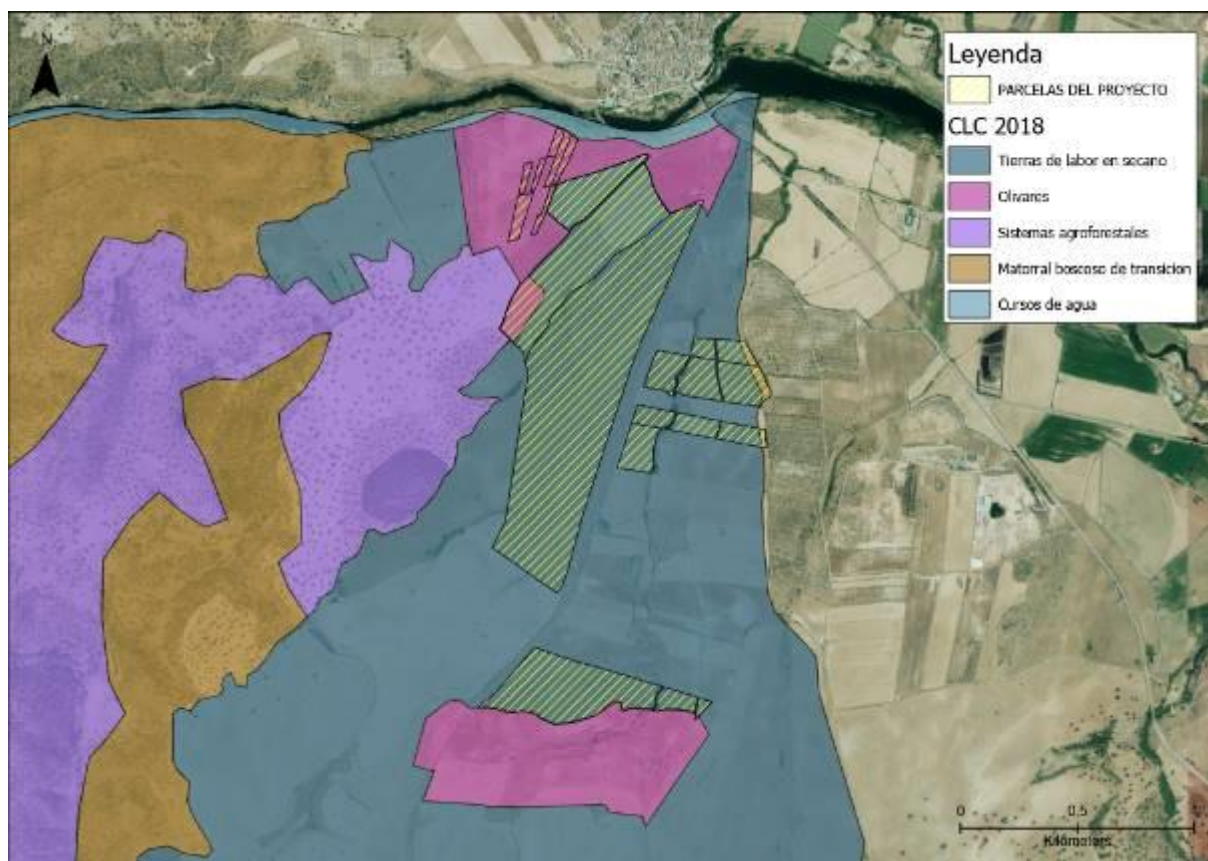 N
Leyenda
PARCELAS DEL PROYECTO
CLC 2018
Tierras de labor en secano
Olivares
Sistemas agroforestales
Matorral boscoso de transicion
Cursos de agua
0 0,5 1
Kilometers